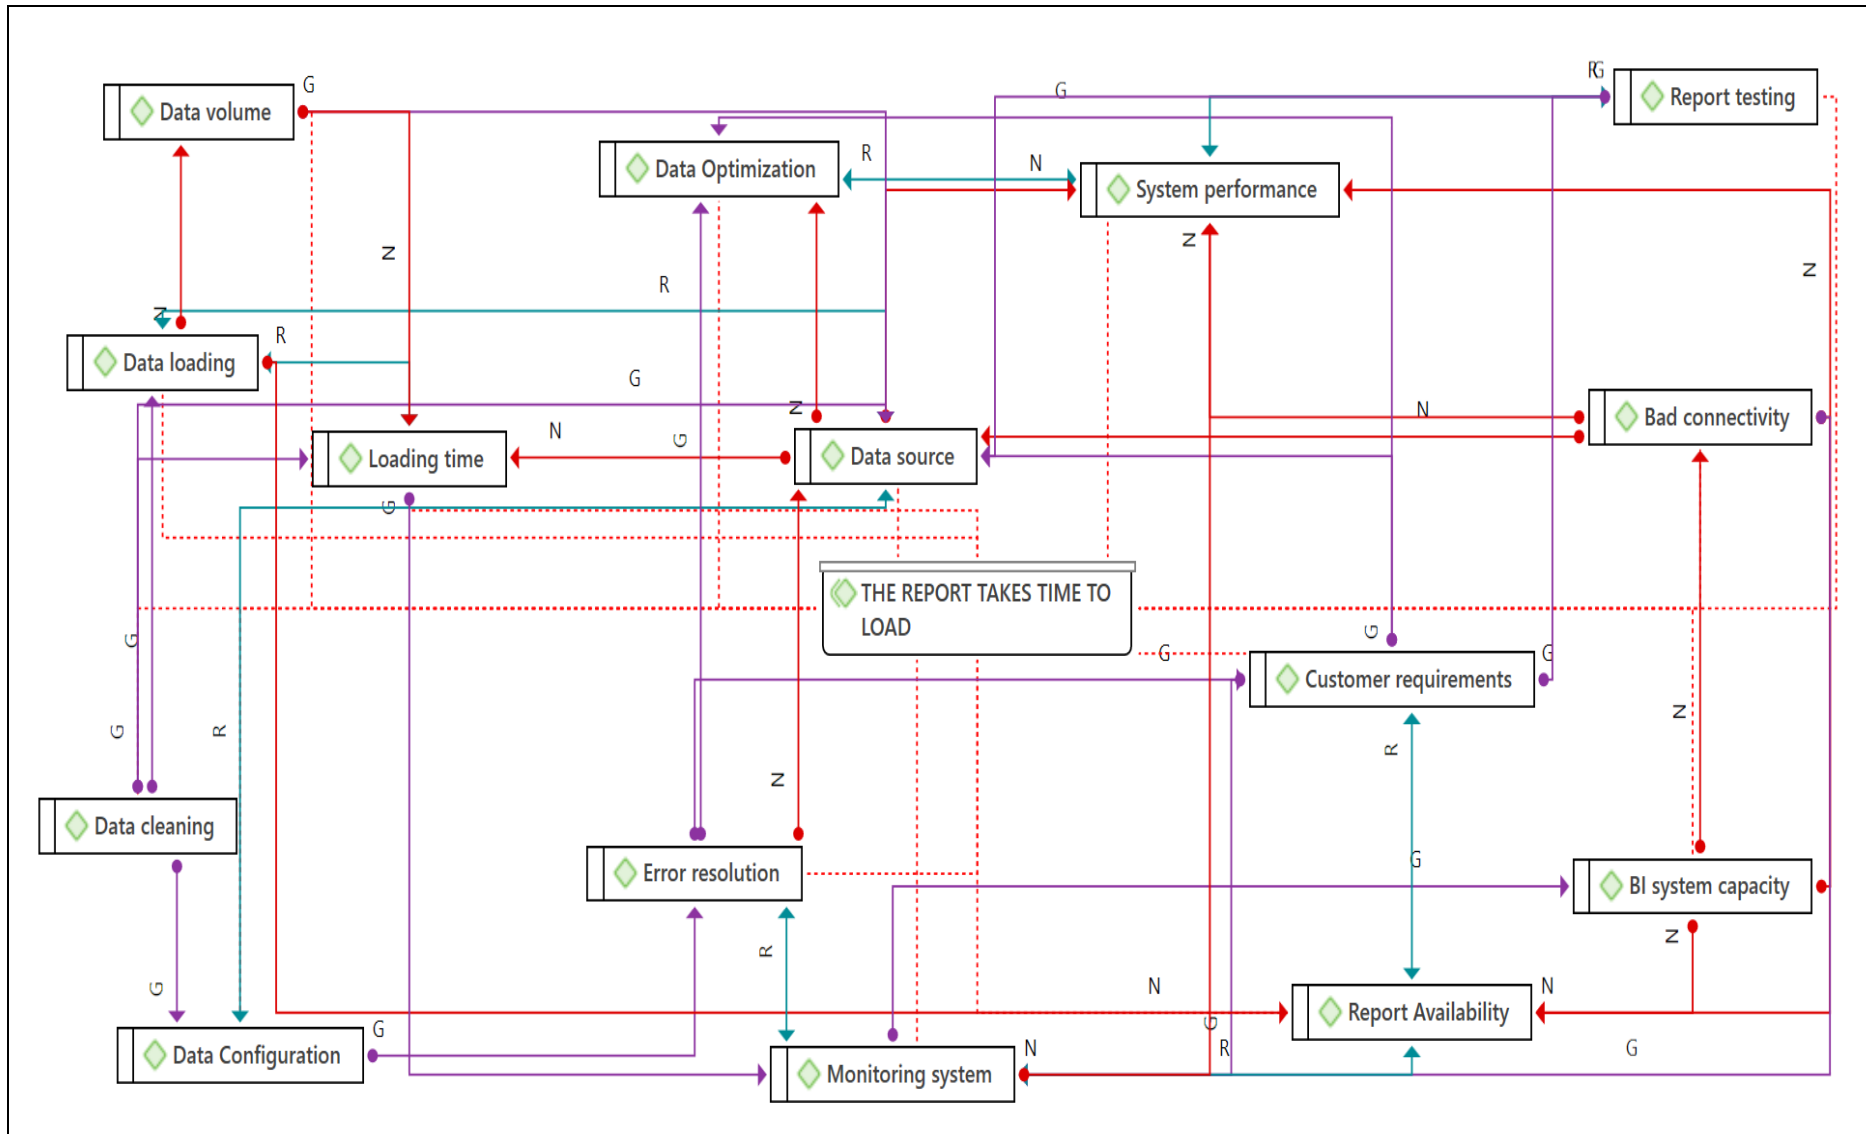 G
G
RG
Data volume
Report testing
R
N
Data Optimization
System performance
N
N
N
R
N
R
Data loading
G
N
N
Bad connectivity
N
G
Loading time
Data source
G
THE REPORT TAKES TIME TO
LOAD
G
G
G
G
Customer requirements
N
G
R
R
N
Data cleaning
G
Error resolution
BI system capacity
N
R
G
N
N
Report Availability
G
G
R
N
G
Data Configuration
Monitoring system